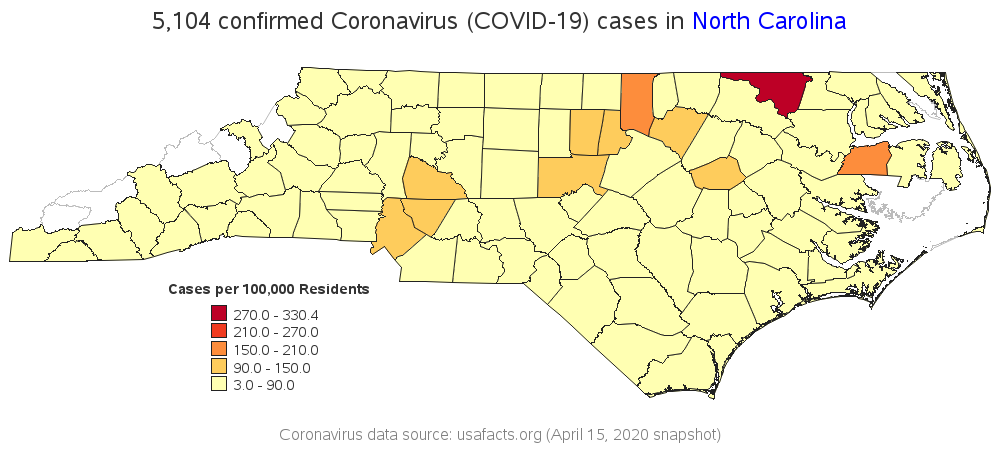 5,104 confirmed Coronavirus (COVID-19) cases in North Carolina
Cases per 100,000 Residents
270.0 - 330.4
210.0 - 270.0
150.0 - 210.0
90.0 - 150.0
3.0 - 90.0
Coronavirus data source: usafacts.org (April 15, 2020 snapshot)